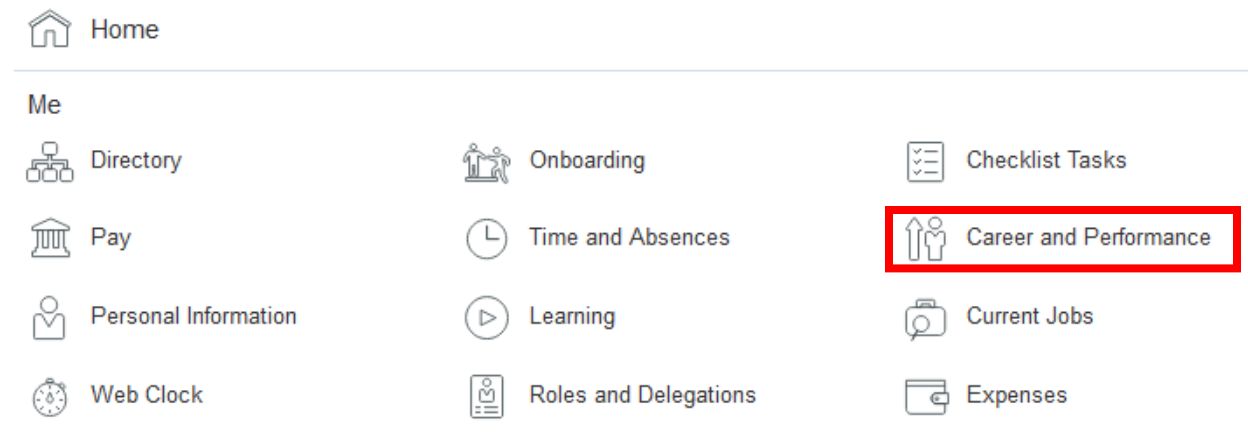 Home
Me
Directory
Onboarding
Checklist Tasks
Pay
Time and Absences
Career and Performance
Personal Information
Learning
Current Jobs
Web Clock
Roles and Delegations
Expenses